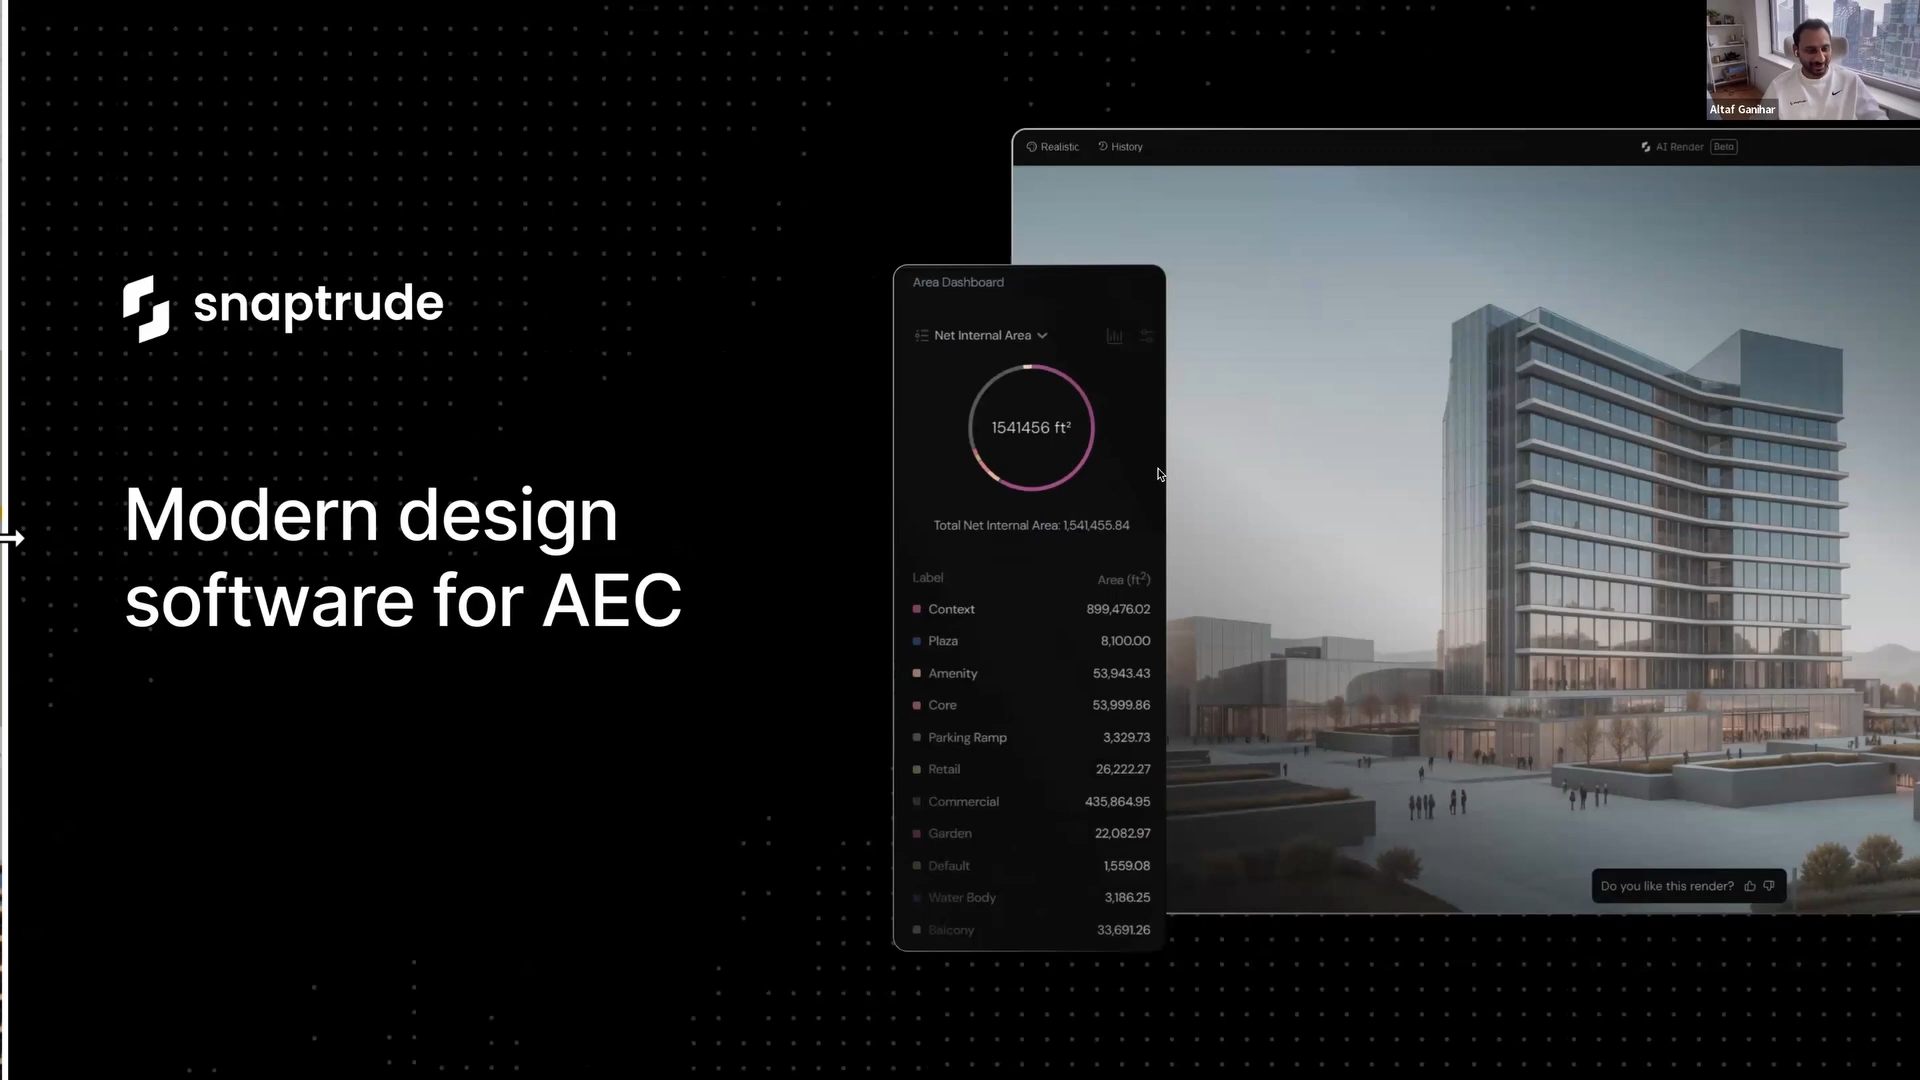 Altaf Ganihar
Realistic
History
AI Render Beta
snaptrude
Modern design
software for AEC
Area Dashboard
Net Internal Area
1541456 ft²
Total Net Internal Area: 1,541,455.84
Label Area (ft²)
Context 899,476.02
Plaza 8,100.00
Amenity 53,943.43
Core 53,999.86
Parking Ramp 3,329.73
Retail 26,222.27
Commercial 435,864.95
Garden 22,082.97
Default 1,559.08
Water Body 3,186.25
Balcony 33,691.26
Do you like this render?